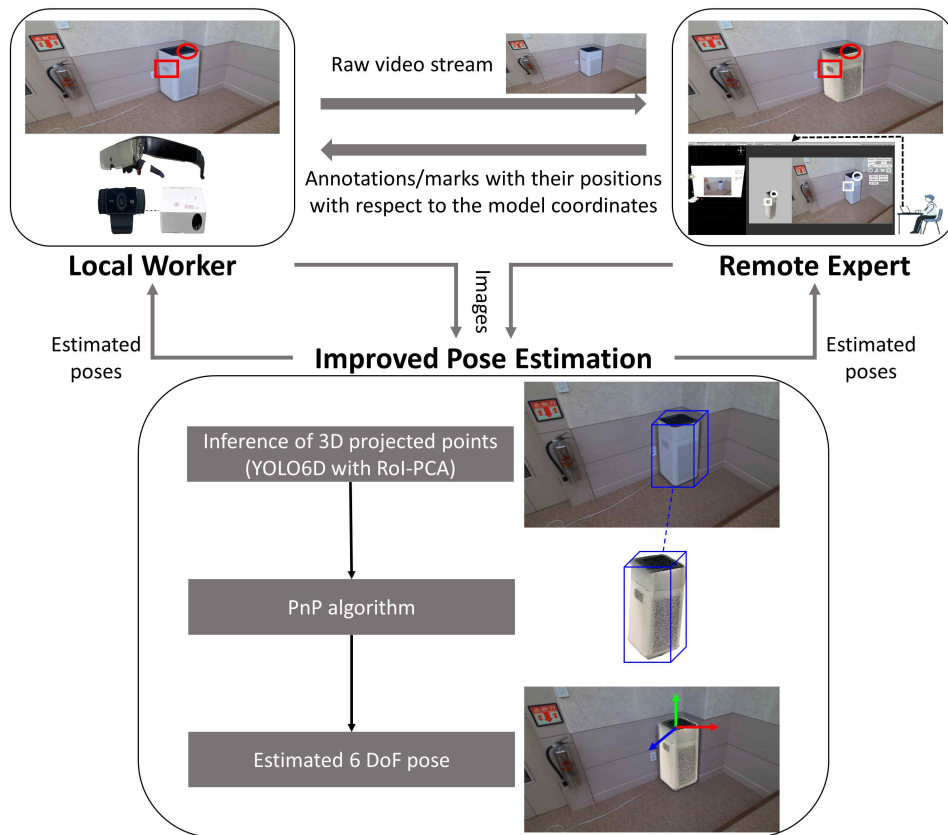 Raw video stream
Annotations/marks with their positions
with respect to the model coordinates
Local Worker
Remote Expert
Images
Estimated
poses
Improved Pose Estimation
Estimated
poses
Inference of 3D projected points
(YOLO6D with RoI-PCA)
PnP algorithm
Estimated 6 DoF pose